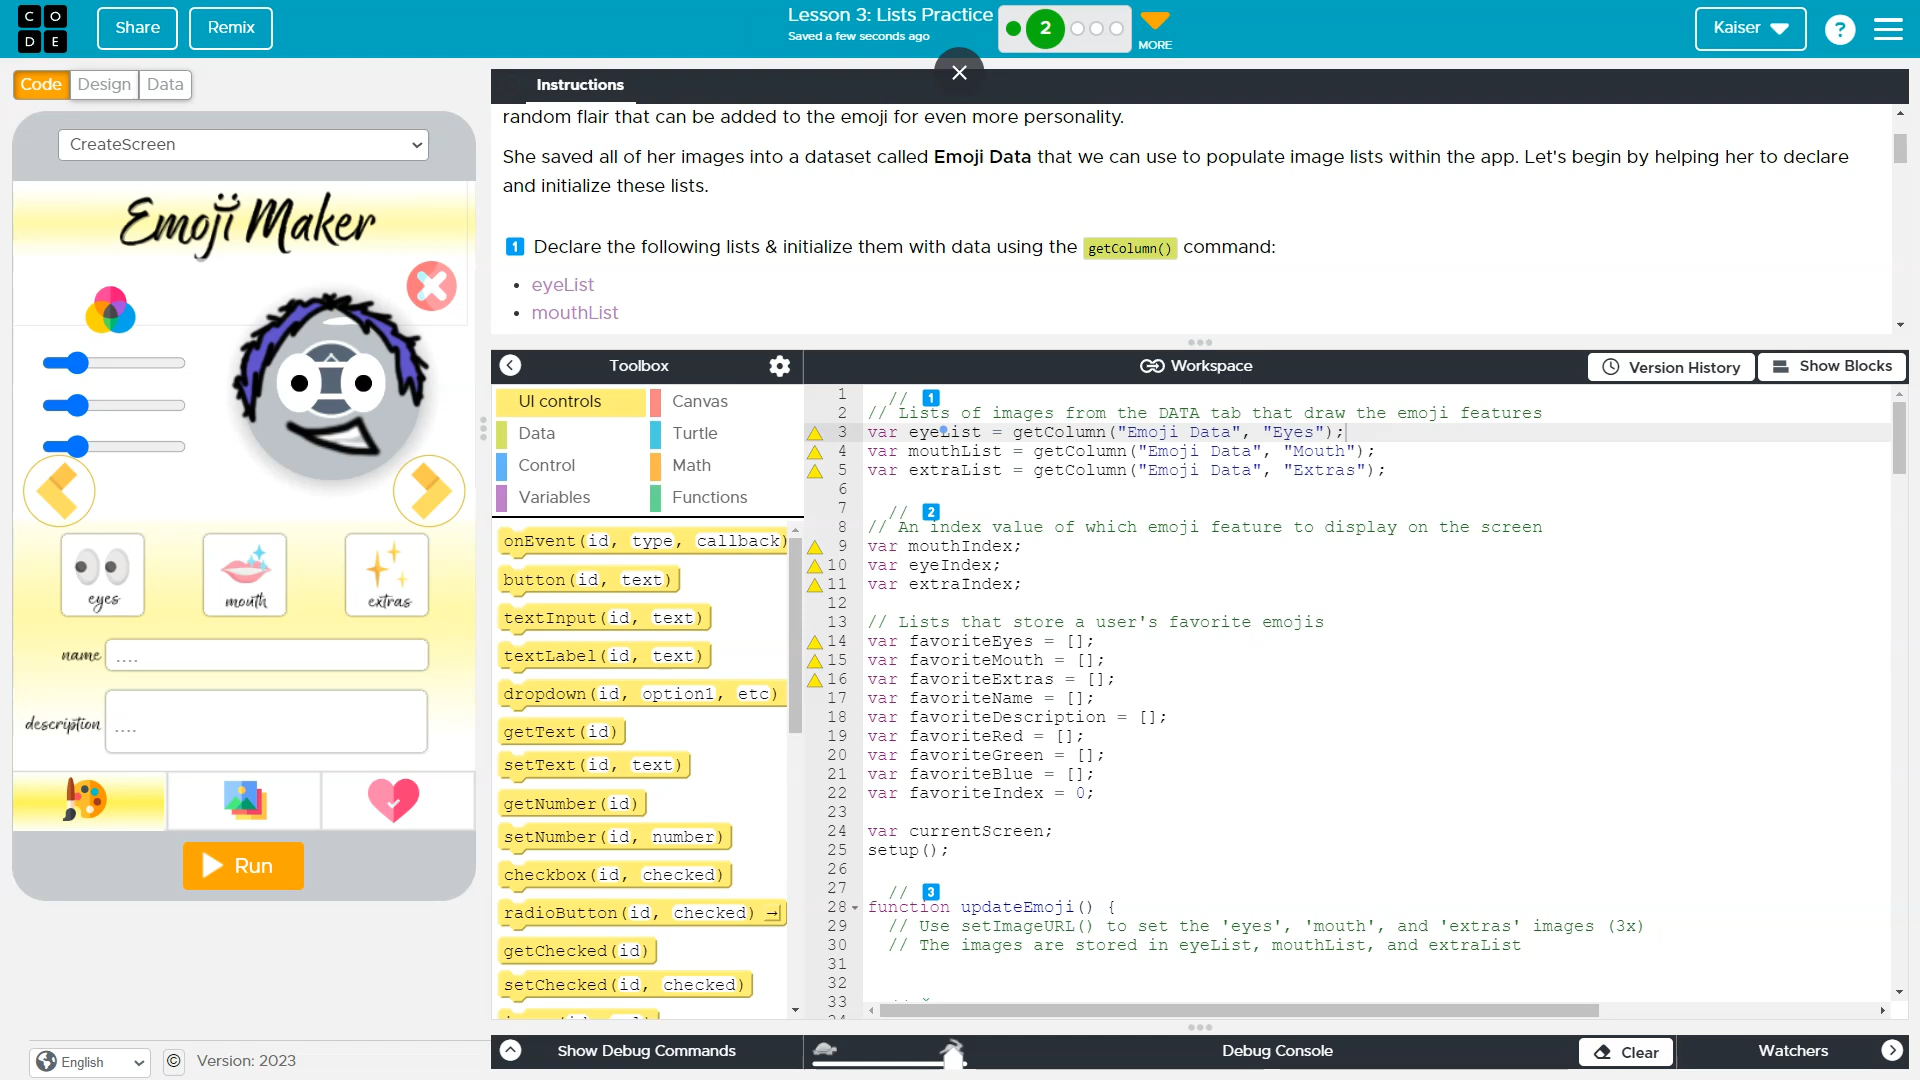 CODE
Share
Remix
Lesson 3: Lists Practice
Saved a few seconds ago
2
MORE
Kaiser
?
Code
Design
Data
CreateScreen
Emoji Maker
eyes
mouth
extras
name
....
description
....
Run
English
©
Version: 2023
Instructions
random flair that can be added to the emoji for even more personality.
She saved all of her images into a dataset called Emoji Data that we can use to populate image lists within the app. Let's begin by helping her to declare
and initialize these lists.
1 Declare the following lists & initialize them with data using the getColumn() command:
• eyeList
• mouthList
Toolbox
Workspace
Version History
Show Blocks
UI controls
Canvas
Data
Turtle
Control
Math
Variables
Functions
onEvent(id, type, callback)
button(id, text)
textInput(id, text)
textLabel(id, text)
dropdown(id, option1, etc)
getText(id)
setText(id, text)
getNumber(id)
setNumber(id, number)
checkbox(id, checked)
radioButton(id, checked)
getChecked(id)
setChecked(id, checked)
1 // 1
2 // Lists of images from the DATA tab that draw the emoji features
3 var eyeList = getColumn("Emoji Data", "Eyes");
4 var mouthList = getColumn("Emoji Data", "Mouth");
5 var extraList = getColumn("Emoji Data", "Extras");
6
7 // 2
8 // An index value of which emoji feature to display on the screen
9 var mouthIndex;
10 var eyeIndex;
11 var extraIndex;
12
13 // Lists that store a user's favorite emojis
14 var favoriteEyes = [];
15 var favoriteMouth = [];
16 var favoriteExtras = [];
17 var favoriteName = [];
18 var favoriteDescription = [];
19 var favoriteRed = [];
20 var favoriteGreen = [];
21 var favoriteBlue = [];
22 var favoriteIndex = 0;
23
24 var currentScreen;
25 setup();
26
27 // 3
28 function updateEmoji() {
29 // Use setImageURL() to set the 'eyes', 'mouth', and 'extras' images (3x)
30 // The images are stored in eyeList, mouthList, and extraList
31
32
33
Show Debug Commands
Debug Console
Clear
Watchers